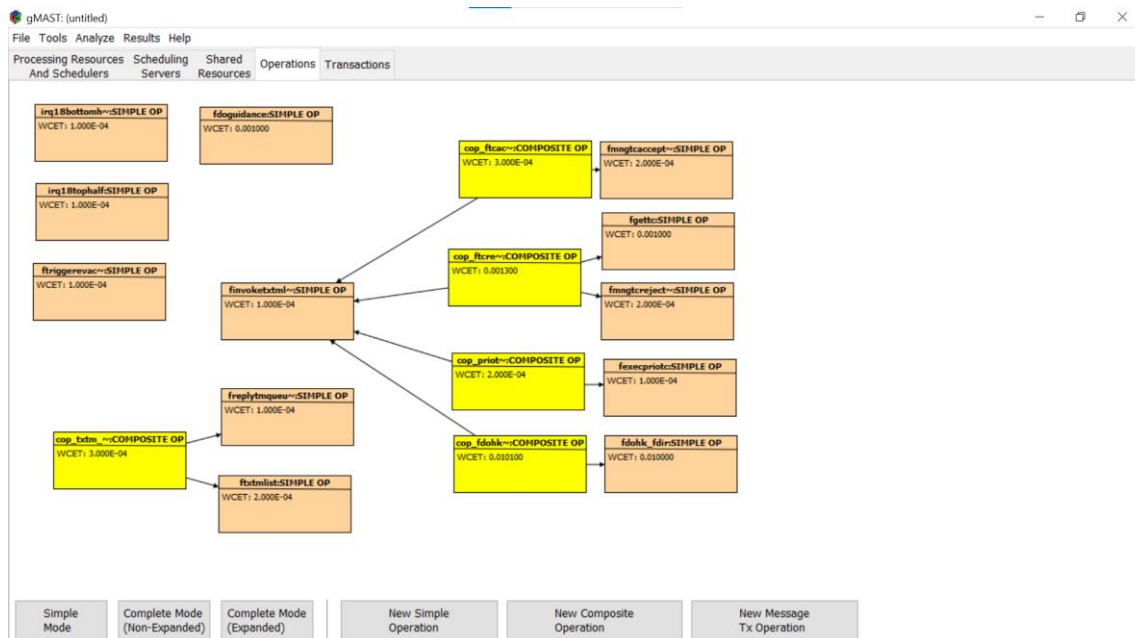 gMAST: (untitled)
File Tools Analyze Results Help
Processing Resources And Schedulers
Scheduling Servers
Shared Resources
Operations
Transactions
irq18bottomh~:SIMPLE OP
WCET: 1.000E-04
fdoguidance:SIMPLE OP
WCET: 0.001000
cop_ftcac~:COMPOSITE OP
WCET: 3.000E-04
fmngtcaccept~:SIMPLE OP
WCET: 2.000E-04
irq18tophalf:SIMPLE OP
WCET: 1.000E-04
fgettc:SIMPLE OP
WCET: 0.001000
cop_ftcre~:COMPOSITE OP
WCET: 0.001300
ftriggerevac~:SIMPLE OP
WCET: 1.000E-04
finvoketxtml~:SIMPLE OP
WCET: 1.000E-04
fmngtcreject~:SIMPLE OP
WCET: 2.000E-04
cop_priot~:COMPOSITE OP
WCET: 2.000E-04
fexecpriotc:SIMPLE OP
WCET: 1.000E-04
freplytmqueu~:SIMPLE OP
WCET: 1.000E-04
cop_txtm_~:COMPOSITE OP
WCET: 3.000E-04
cop_fdohk~:COMPOSITE OP
WCET: 0.010100
fdohk_fdir:SIMPLE OP
WCET: 0.010000
ftxtmlist:SIMPLE OP
WCET: 2.000E-04
Simple Mode
Complete Mode (Non-Expanded)
Complete Mode (Expanded)
New Simple Operation
New Composite Operation
New Message Tx Operation